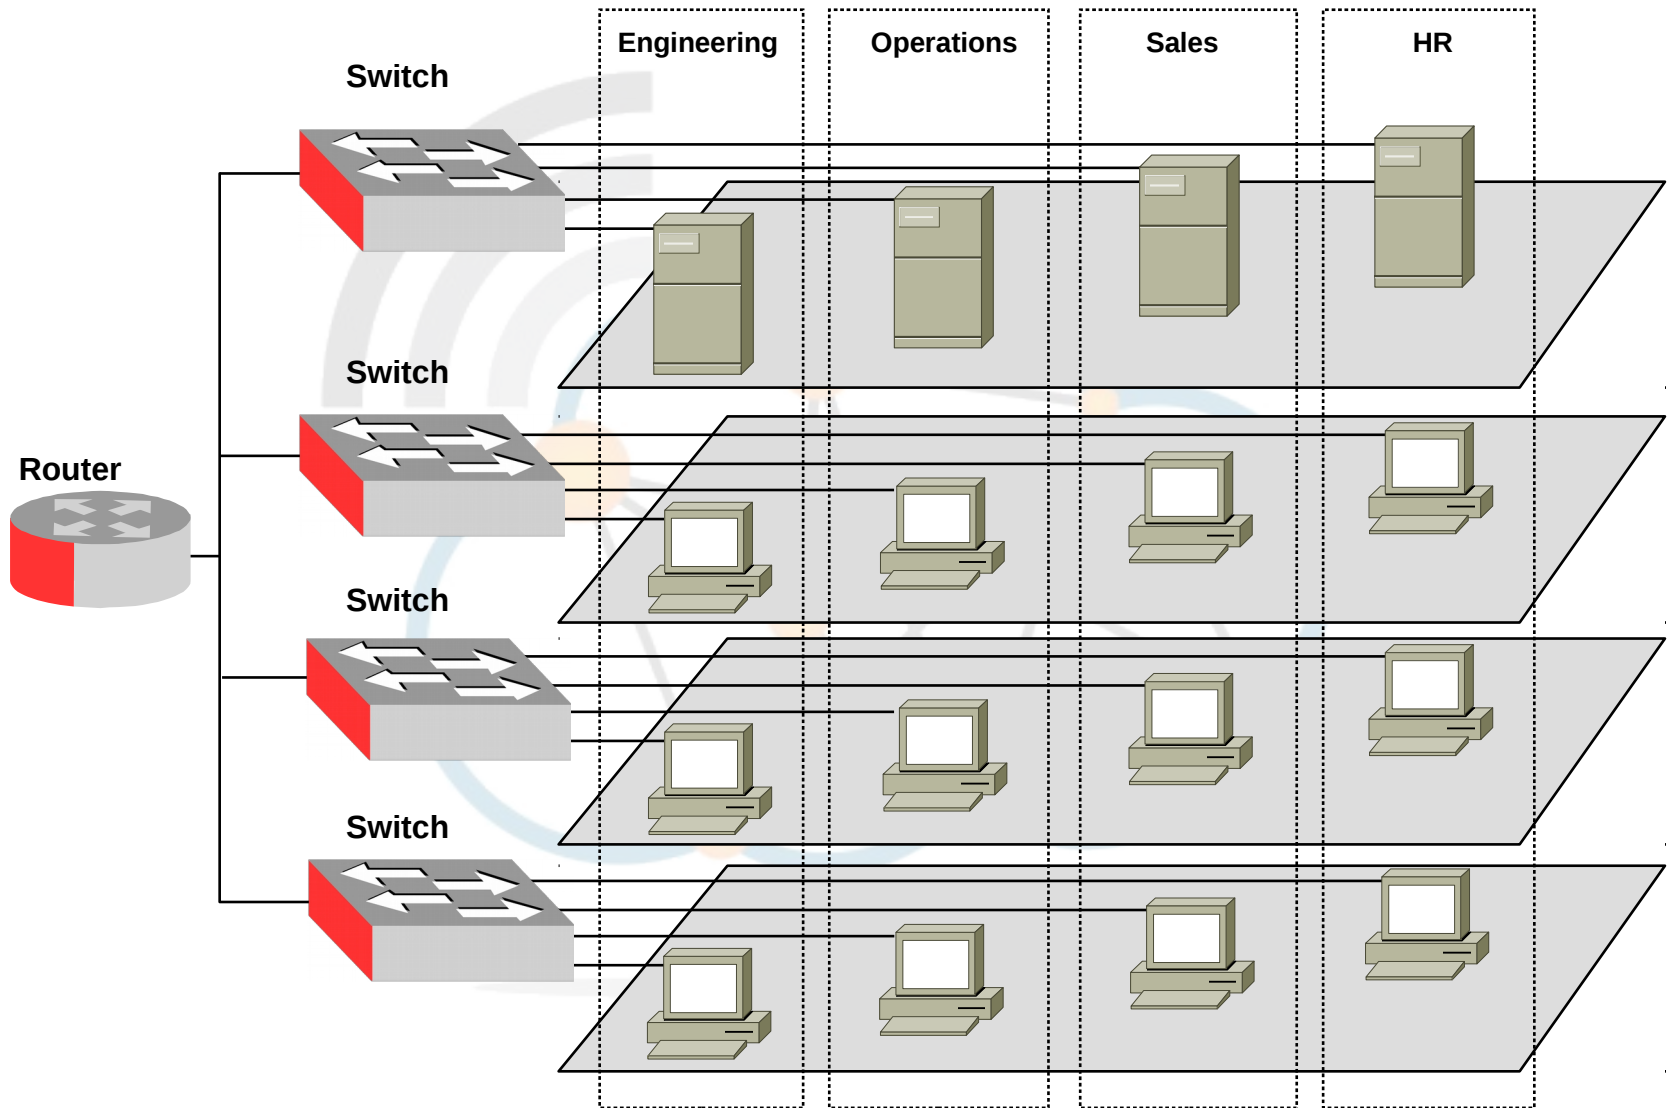 Engineering
Operations
Sales
HR
Switch
Switch
Router
Switch
Switch